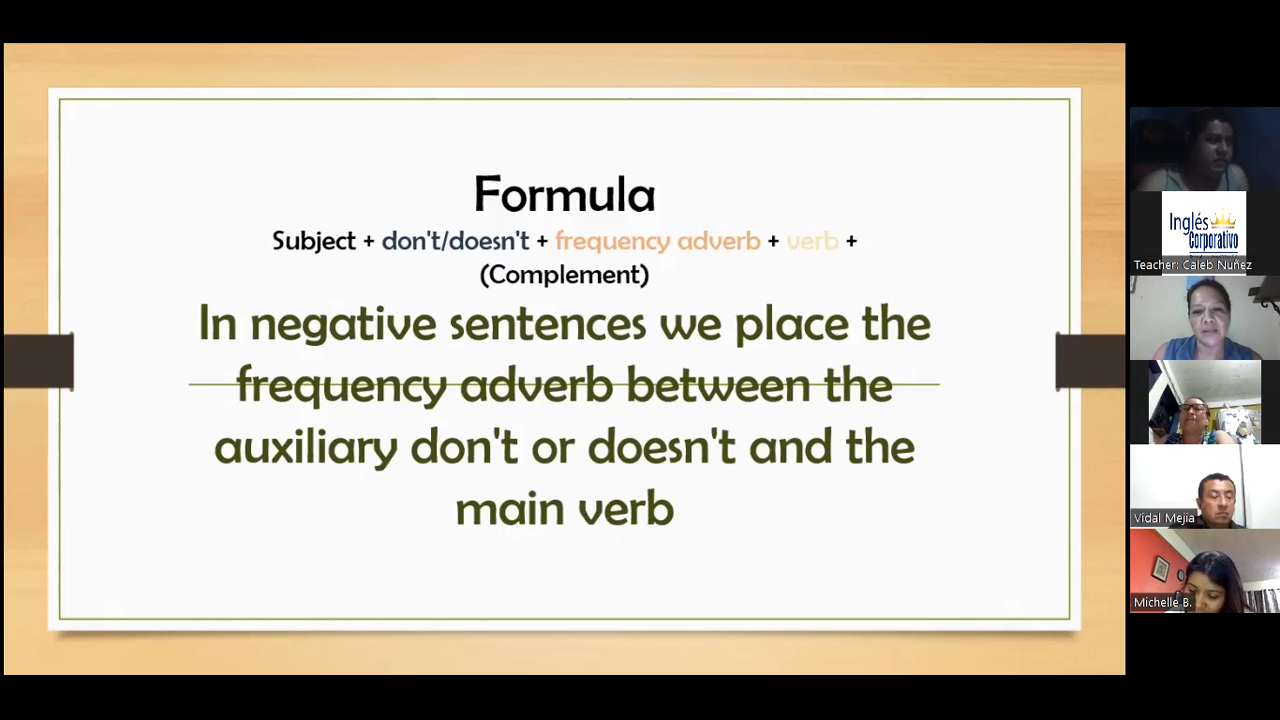 Formula
Subject + don't/doesn't + frequency adverb + verb +
(Complement)
In negative sentences we place the
frequency adverb between the
auxiliary don't or doesn't and the
main verb
Inglés
Corporativo
Teacher: Caleb Nuñez
Vidal Mejia
Michelle B.